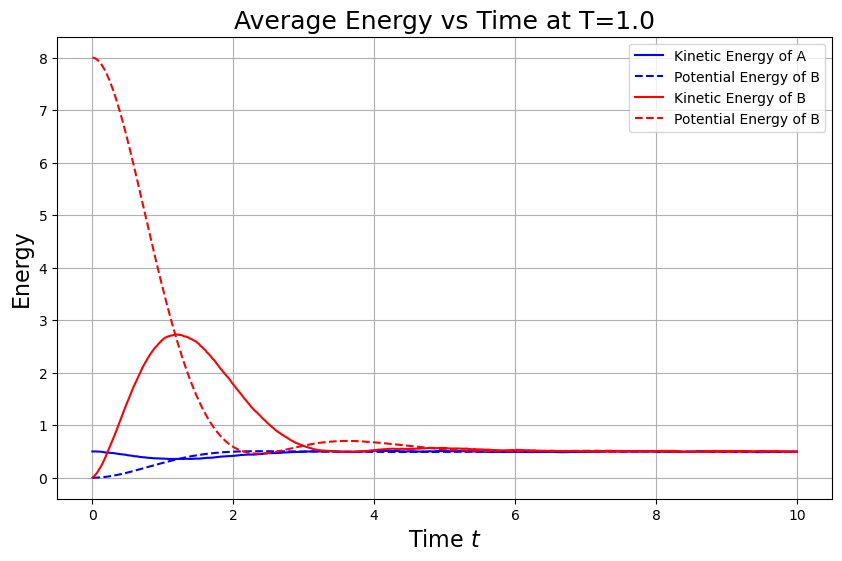 Average Energy vs Time at T=1.0
Kinetic Energy of A
Potential Energy of B
Kinetic Energy of B
Potential Energy of B
Energy
8
7
6
5
4
3
2
1
0
0 2 4 6 8 10
Time t